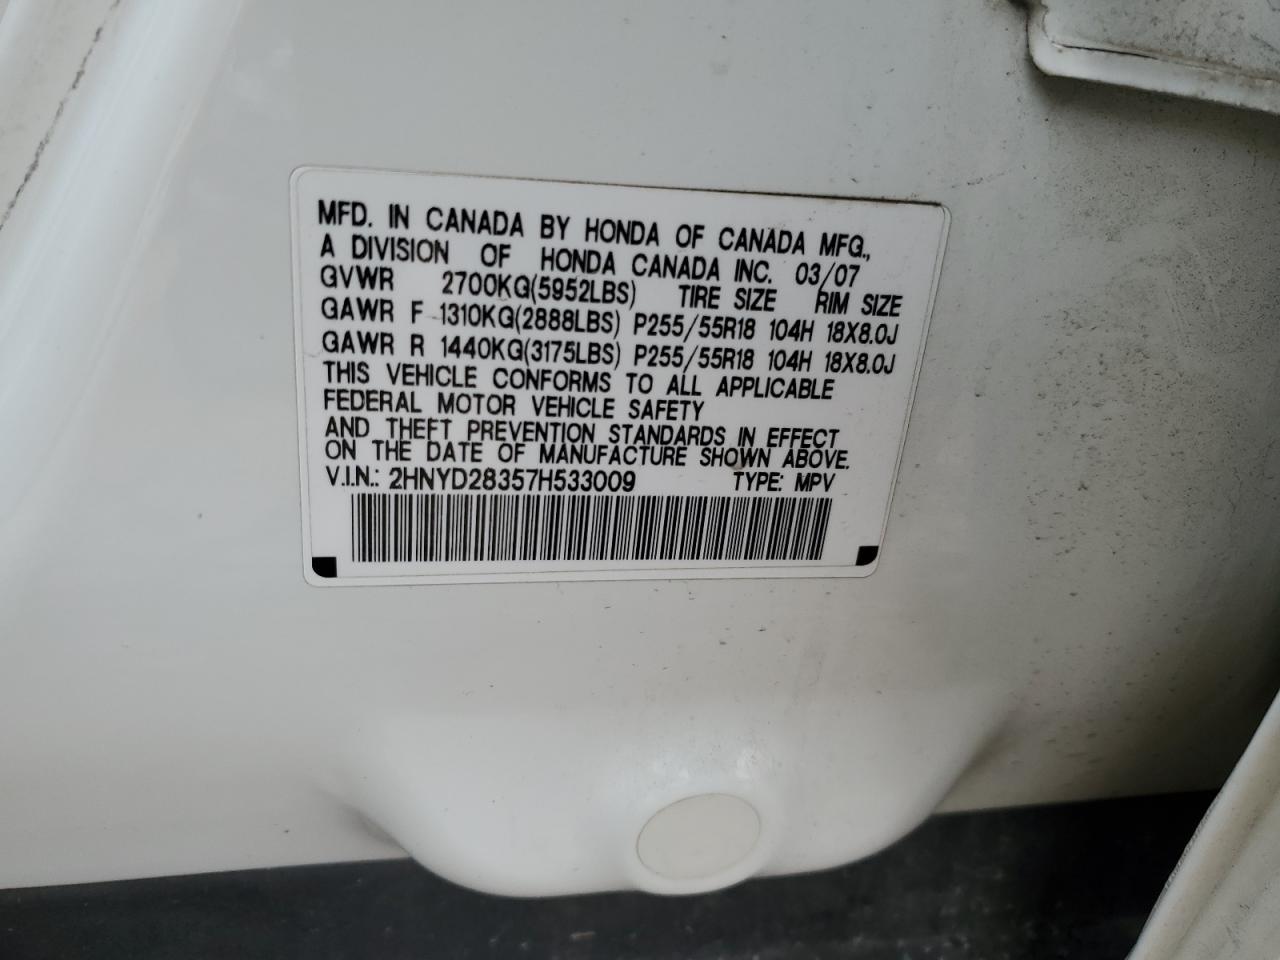 MFD. IN CANADA BY HONDA OF CANADA MFG.,
A DIVISION OF HONDA CANADA INC. 03/07
GVWR 2700KG(5952LBS) TIRE SIZE RIM SIZE
GAWR F 1310KG(2888LBS) P255/55R18 104H 18X8.0J
GAWR R 1440KG(3175LBS) P255/55R18 104H 18X8.0J
THIS VEHICLE CONFORMS TO ALL APPLICABLE
FEDERAL MOTOR VEHICLE SAFETY
AND THEFT PREVENTION STANDARDS IN EFFECT
ON THE DATE OF MANUFACTURE SHOWN ABOVE.
V.I.N.: 2HNYD28357H533009 TYPE: MPV